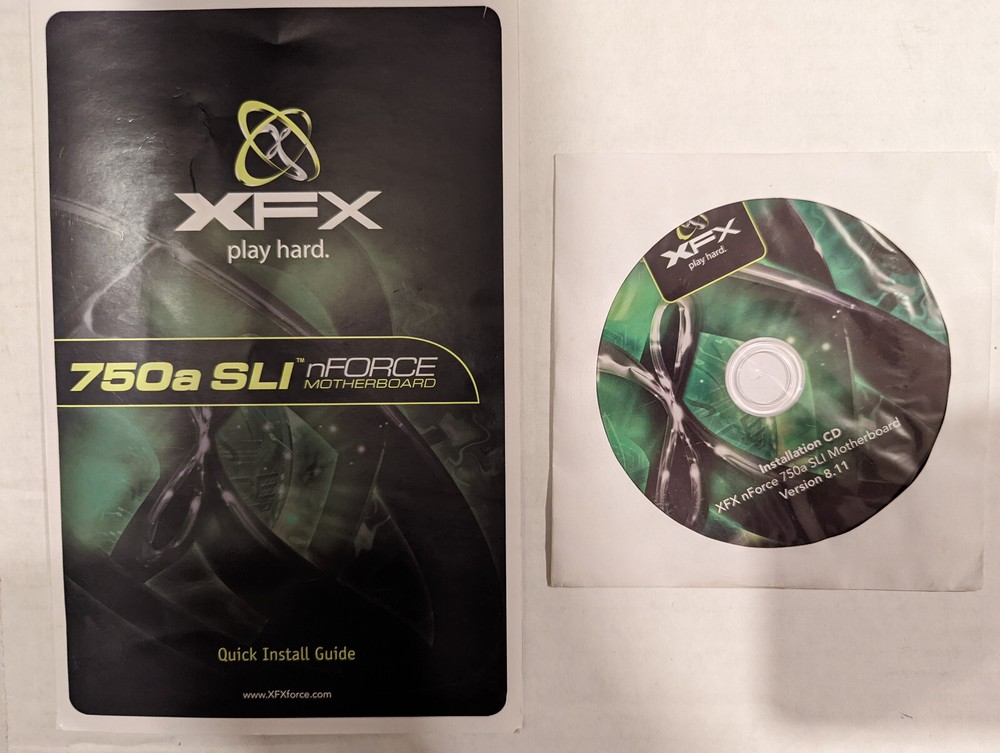 XFX
play hard.
750a SLI™ nFORCE
MOTHERBOARD
Quick Install Guide
www.XFXforce.com
XFX
play hard.
Installation CD
XFX nForce 750a SLI Motherboard
Version 8.11